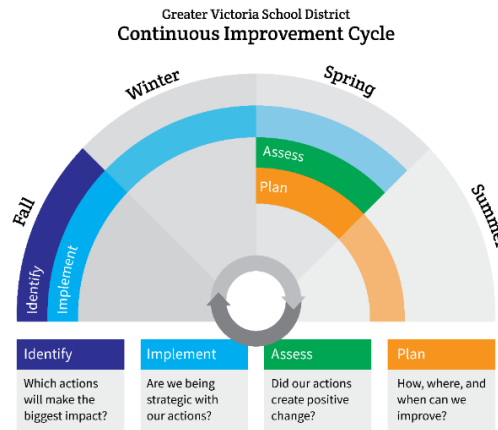 Greater Victoria School District
Continuous Improvement Cycle
Winter
Spring
Fall
Summer
Identify
Implement
Assess
Plan
Identify
Which actions
will make the
biggest impact?
Implement
Are we being
strategic with
our actions?
Assess
Did our actions
create positive
change?
Plan
How, where, and
when can we
improve?